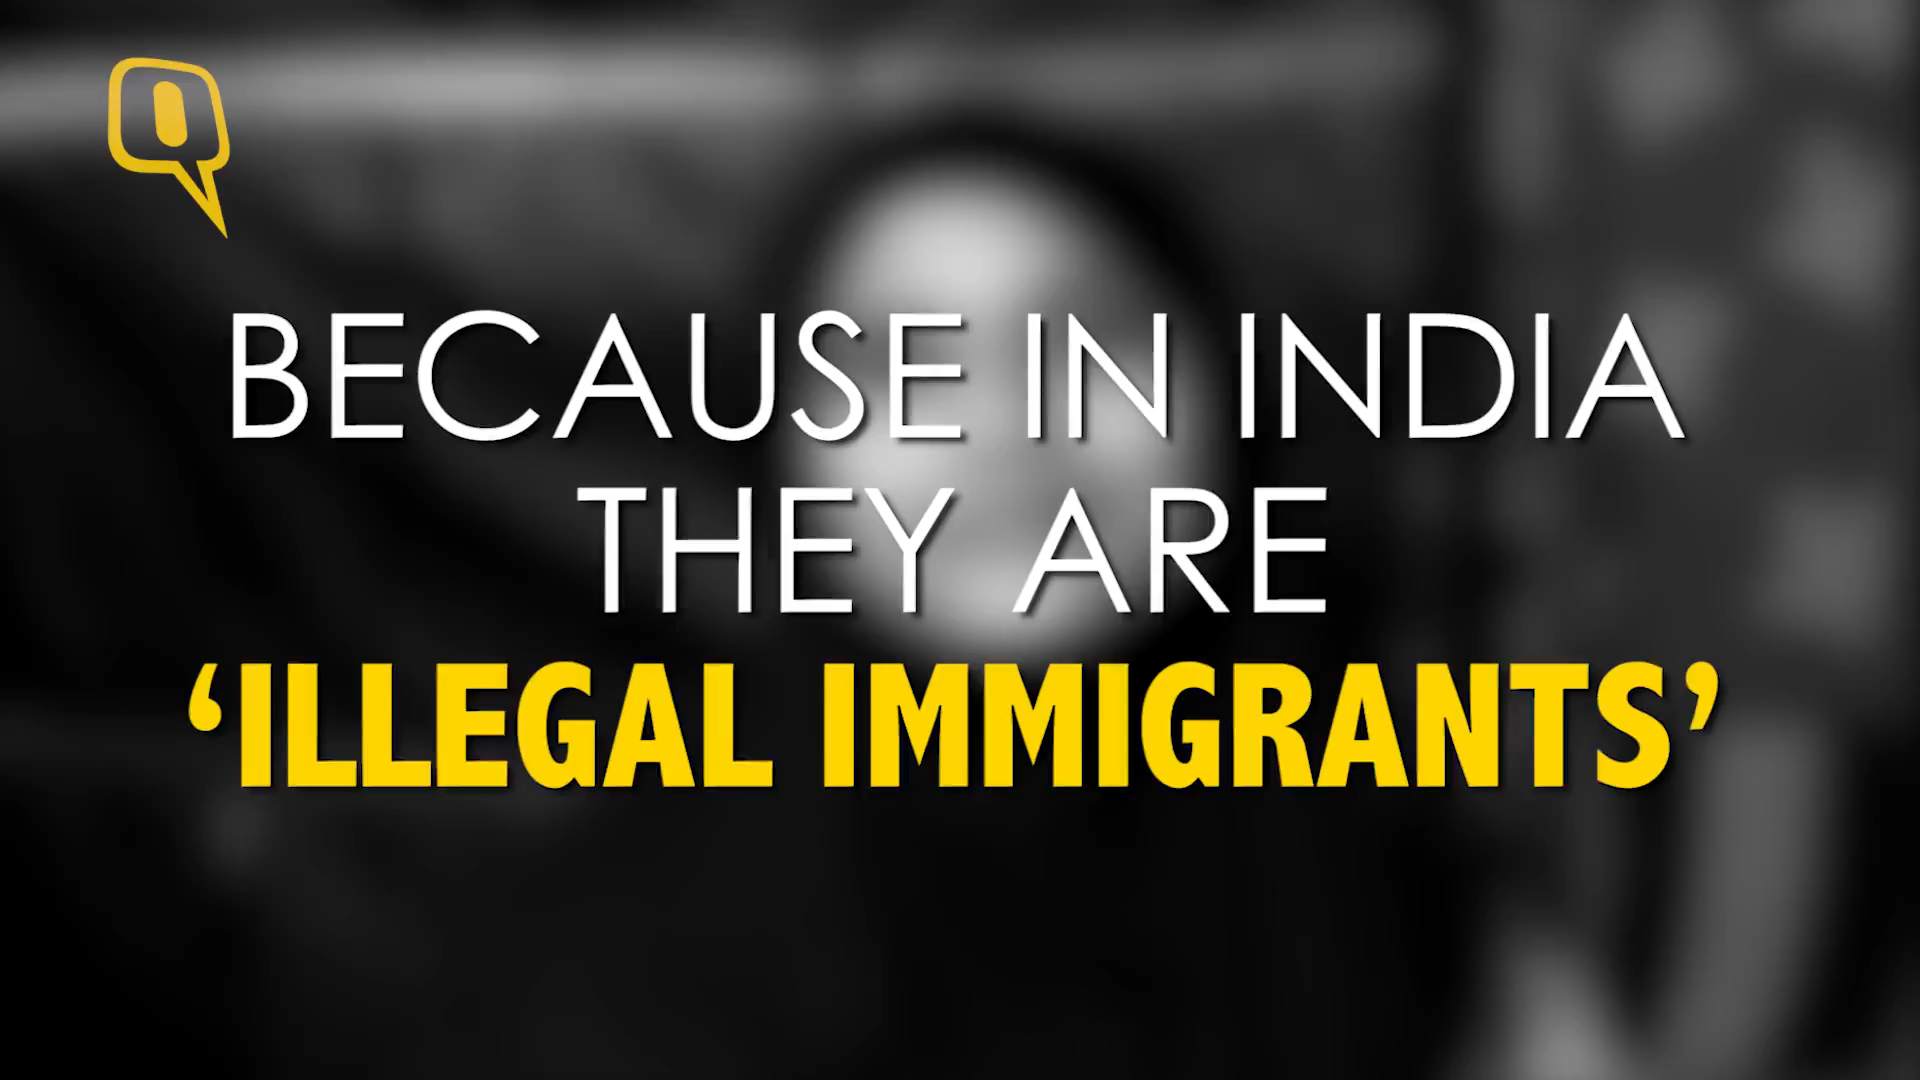 BECAUSE IN INDIA
THEY ARE
‘ILLEGAL IMMIGRANTS’